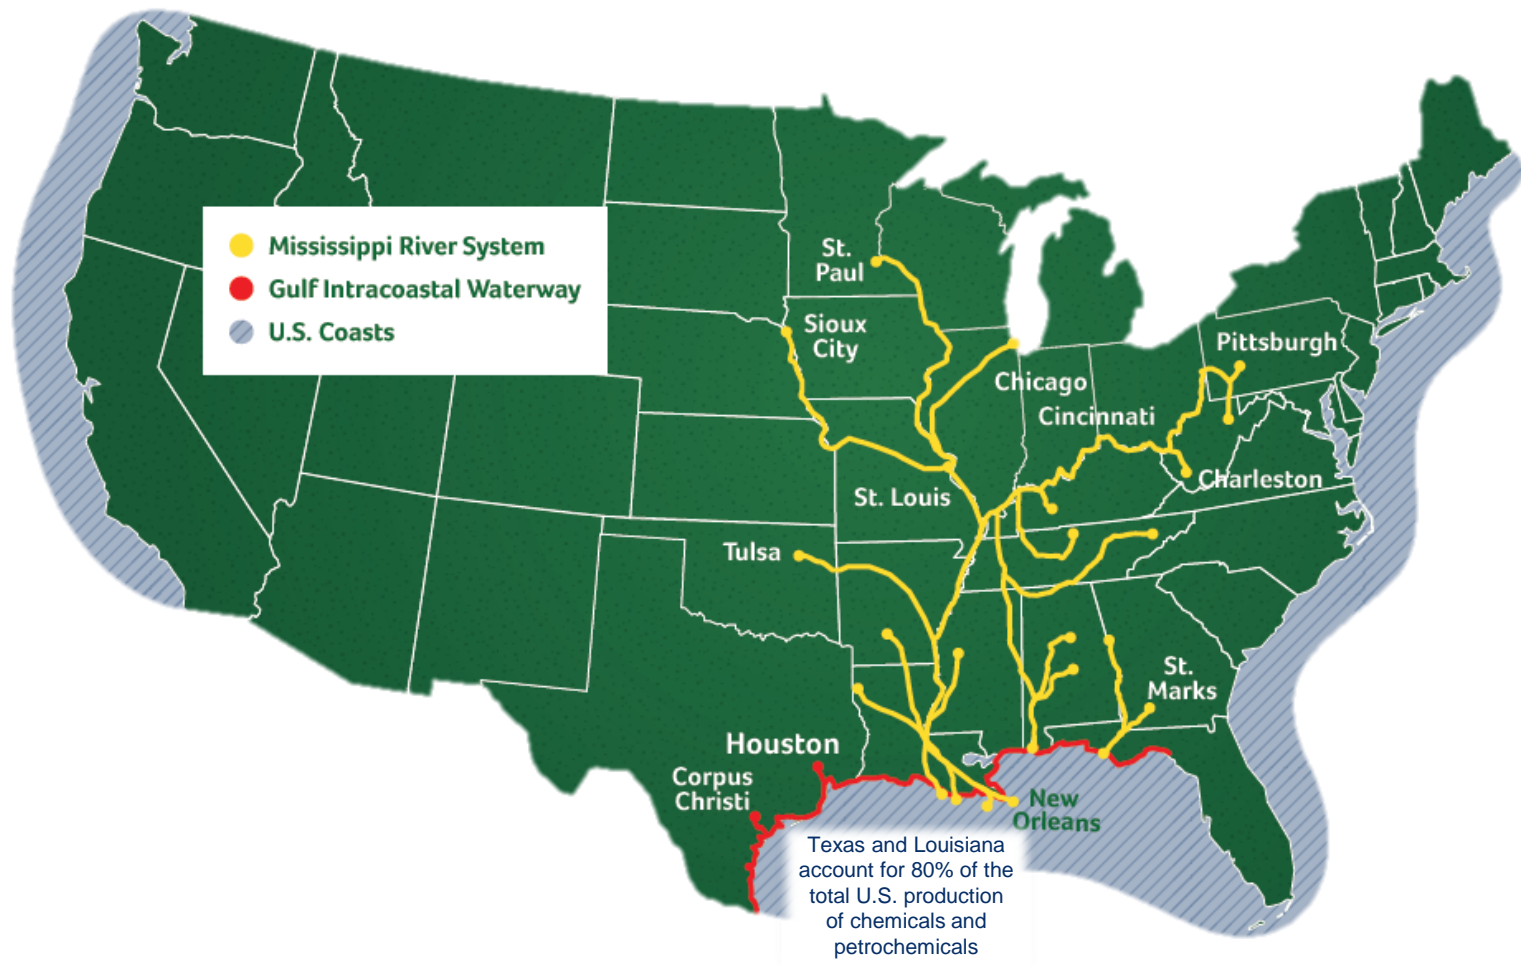 Mississippi River System
Gulf Intracoastal Waterway
U.S. Coasts
St.
Paul
Sioux
City
Chicago
Pittsburgh
Cincinnati
Charleston
St. Louis
Tulsa
St.
Marks
Houston
Corpus
Christi
New
Orleans
Texas and Louisiana
account for 80% of the
total U.S. production
of chemicals and
petrochemicals